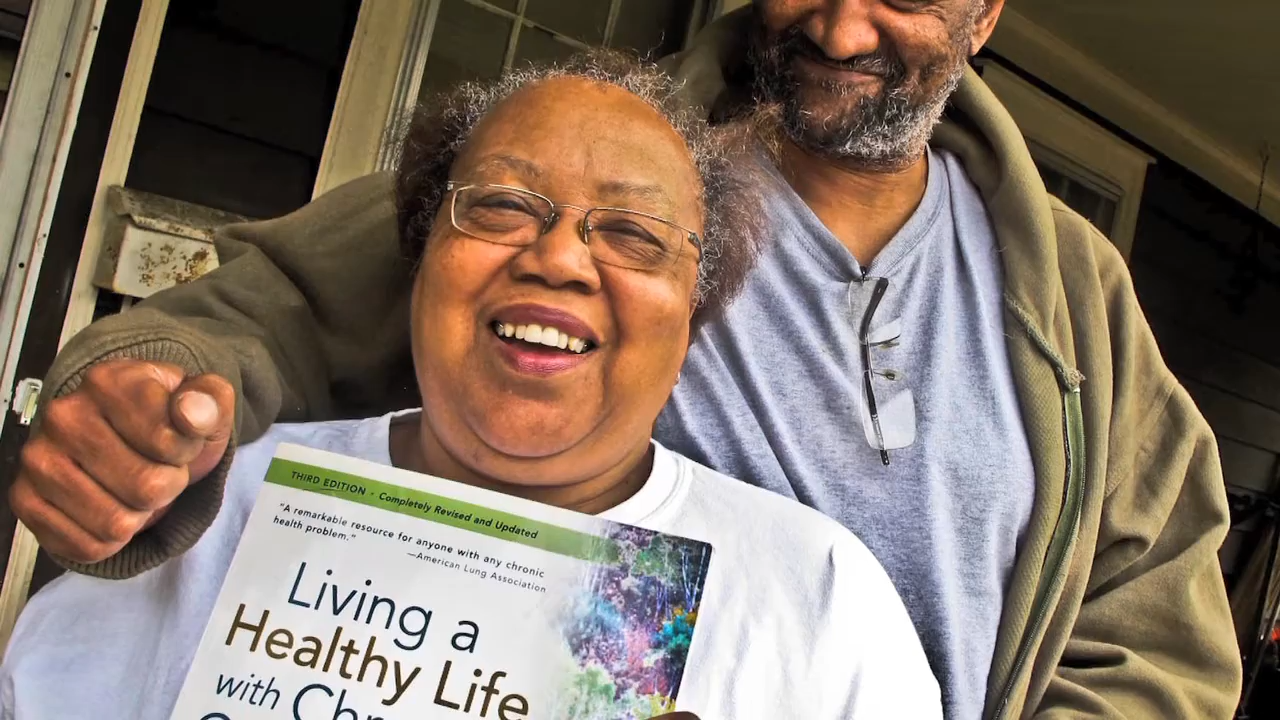 THIRD EDITION • Completely Revised and Updated
"A remarkable resource for anyone with any chronic
health problem."
—American Lung Association
Living a
Healthy Life
with